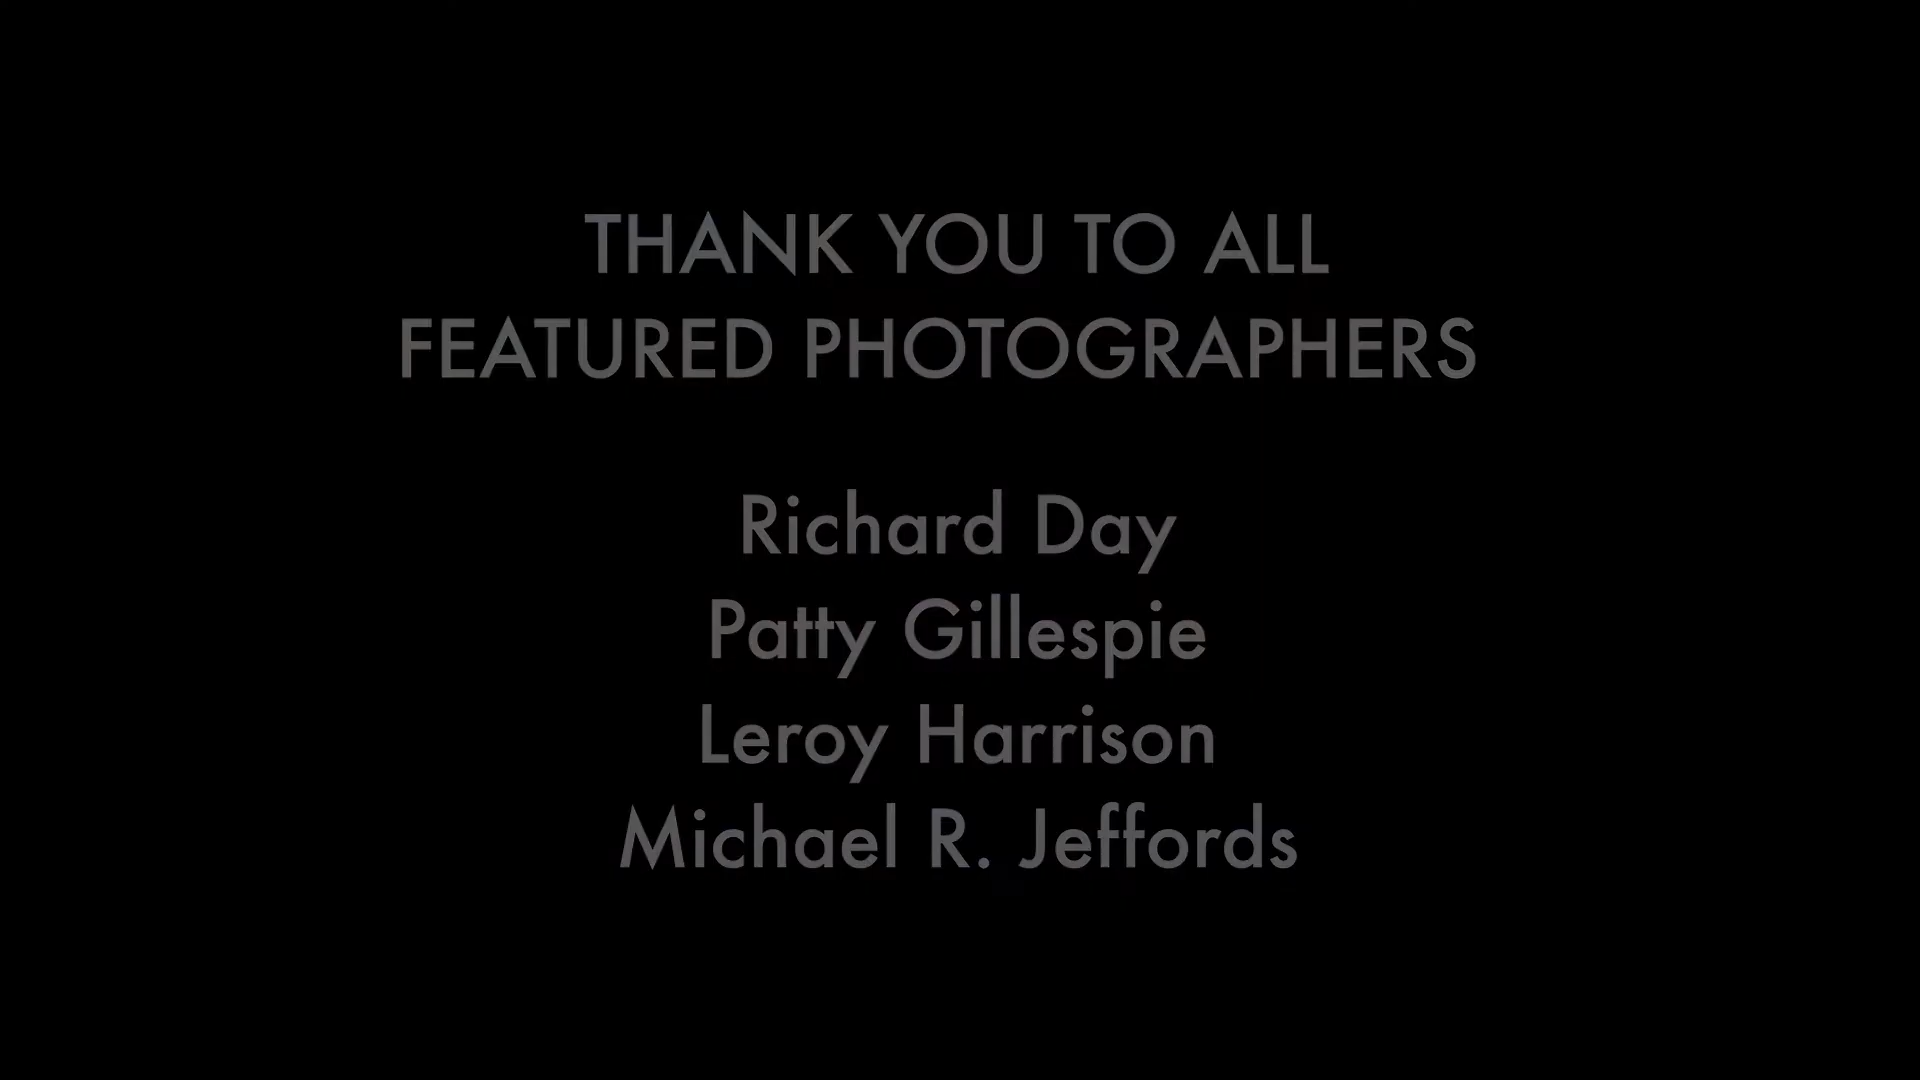 THANK YOU TO ALL
FEATURED PHOTOGRAPHERS
Richard Day
Patty Gillespie
Leroy Harrison
Michael R. Jeffords